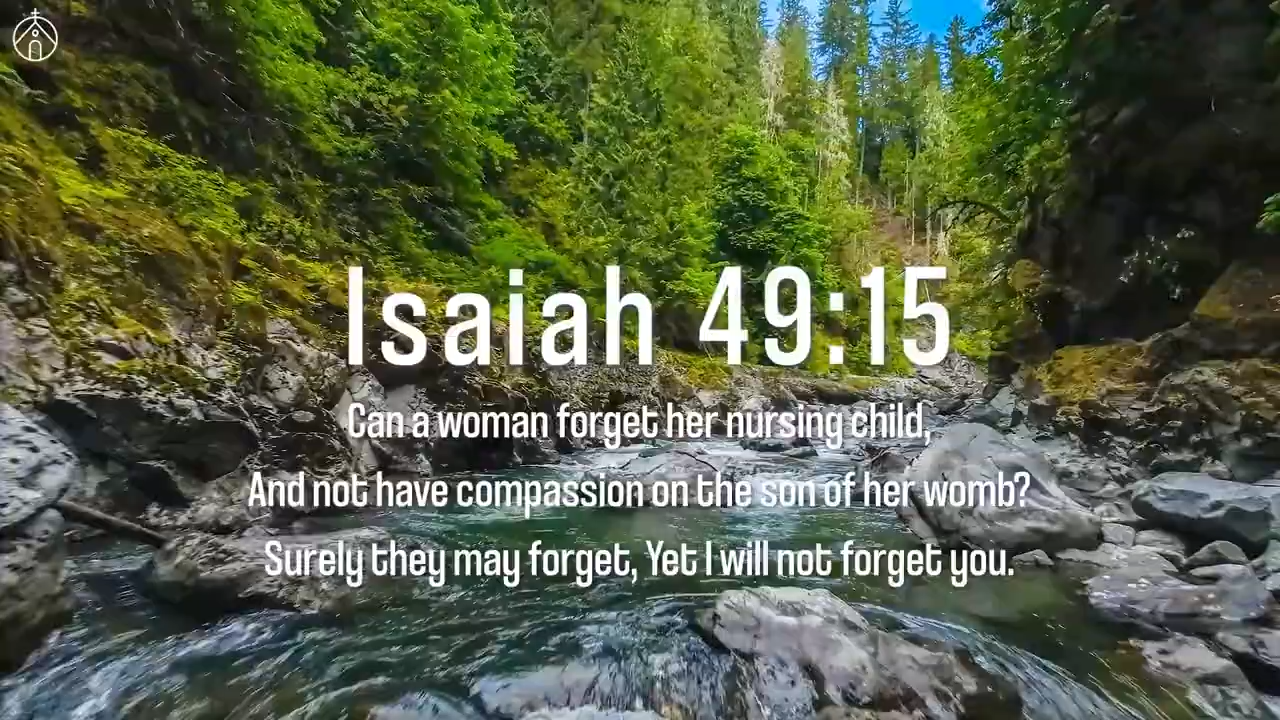 Isaiah 49:15
Can a woman forget her nursing child,
And not have compassion on the son of her womb?
Surely they may forget, Yet I will not forget you.